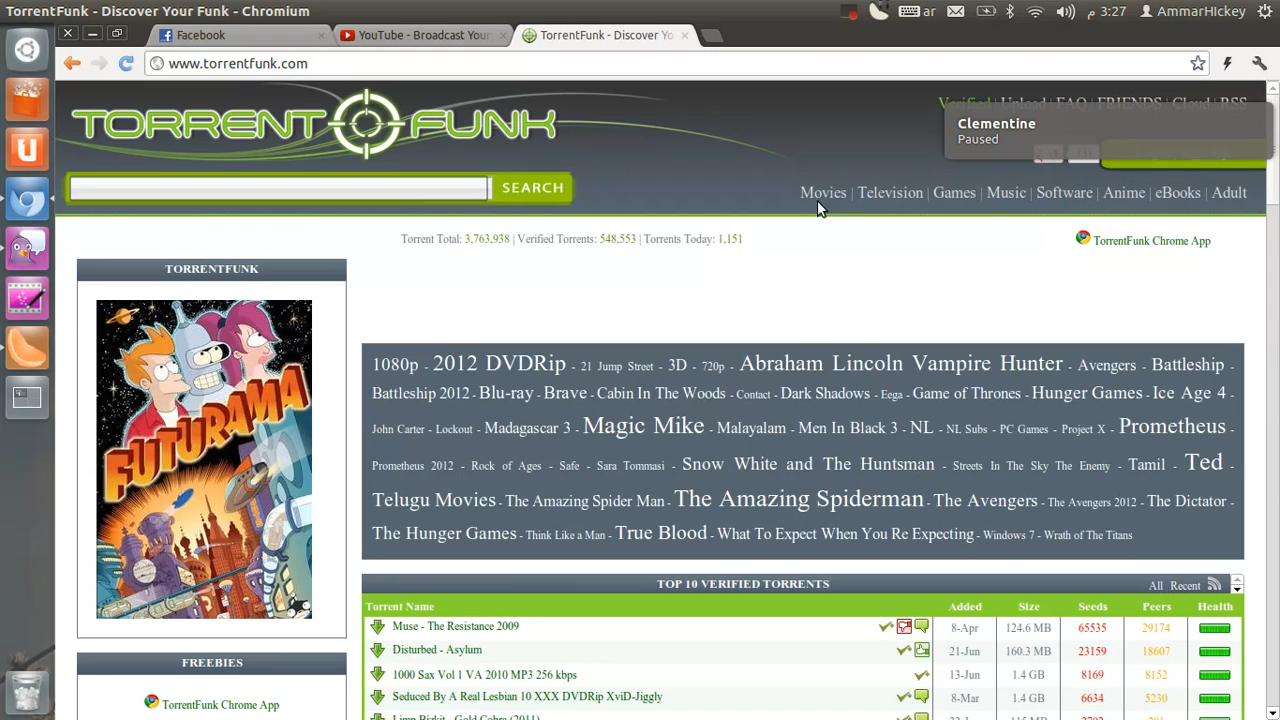 TorrentFunk - Discover Your Funk - Chromium
ar
3:27
AmmarHIckey
Facebook
YouTube - Broadcast Your
TorrentFunk - Discover Yo
www.torrentfunk.com
TORRENT FUNK
Verified | Upload | FAQ | FRIENDS | Cloud | RSS
Clementine
Paused
SEARCH
Movies | Television | Games | Music | Software | Anime | eBooks | Adult
Torrent Total: 3,763,938 | Verified Torrents: 548,553 | Torrents Today: 1,151
TorrentFunk Chrome App
TORRENTFUNK
FUTURAMA
1080p - 2012 DVDRip - 21 Jump Street - 3D - 720p - Abraham Lincoln Vampire Hunter - Avengers - Battleship -
Battleship 2012 - Blu-ray - Brave - Cabin In The Woods - Contact - Dark Shadows - Eega - Game of Thrones - Hunger Games - Ice Age 4 -
John Carter - Lockout - Madagascar 3 - Magic Mike - Malayalam - Men In Black 3 - NL - NL Subs - PC Games - Project X - Prometheus -
Prometheus 2012 - Rock of Ages - Safe - Sara Tommasi - Snow White and The Huntsman - Streets In The Sky The Enemy - Tamil - Ted -
Telugu Movies - The Amazing Spider Man - The Amazing Spiderman - The Avengers - The Avengers 2012 - The Dictator -
The Hunger Games - Think Like a Man - True Blood - What To Expect When You Re Expecting - Windows 7 - Wrath of The Titans
TOP 10 VERIFIED TORRENTS All Recent
Torrent Name Added Size Seeds Peers Health
Muse - The Resistance 2009 8-Apr 124.6 MB 65535 29174
Disturbed - Asylum 21-Jun 160.3 MB 23159 18607
1000 Sax Vol 1 VA 2010 MP3 256 kbps 13-Jun 1.4 GB 8169 8152
Seduced By A Real Lesbian 10 XXX DVDRip XviD-Jiggly 8-Mar 1.4 GB 6634 5230
Limp Bizkit - Gold Cobra (2011)
FREEBIES
TorrentFunk Chrome App